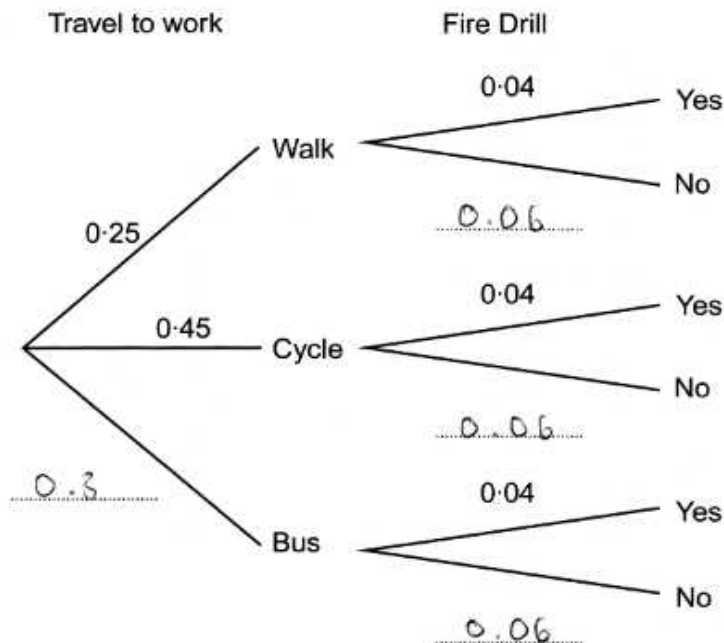 Travel to work Fire Drill
0·04
Yes
Walk
No
0·25
0.06
0·04
Yes
0·45
Cycle
No
0.06
0.3
0·04
Yes
Bus
No
0.06